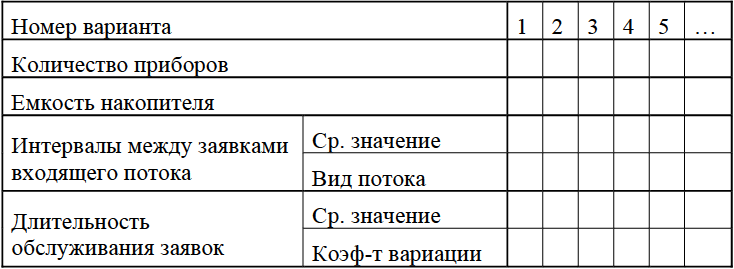 Номер варианта 1 2 3 4 5 …
Количество приборов
Емкость накопителя
Интервалы между заявками
входящего потока
Ср. значение
Вид потока
Длительность
обслуживания заявок
Ср. значение
Коэф-т вариации